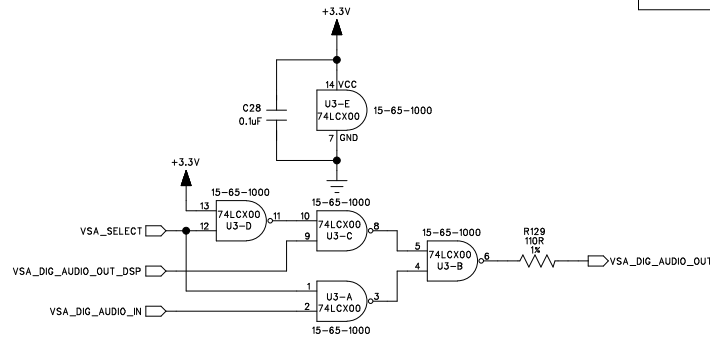 +3.3V
14 VCC
C28
0.1uF
U3-E
74LCX00
15-65-1000
7 GND
+3.3V
15-65-1000
13
74LCX00
U3-D
11
12
VSA_SELECT
15-65-1000
10
74LCX00
U3-C
8
9
VSA_DIG_AUDIO_OUT_DSP
15-65-1000
5
74LCX00
U3-B
6
4
R129
110R
1%
VSA_DIG_AUDIO_OUT
1
U3-A
74LCX00
3
2
VSA_DIG_AUDIO_IN
15-65-1000